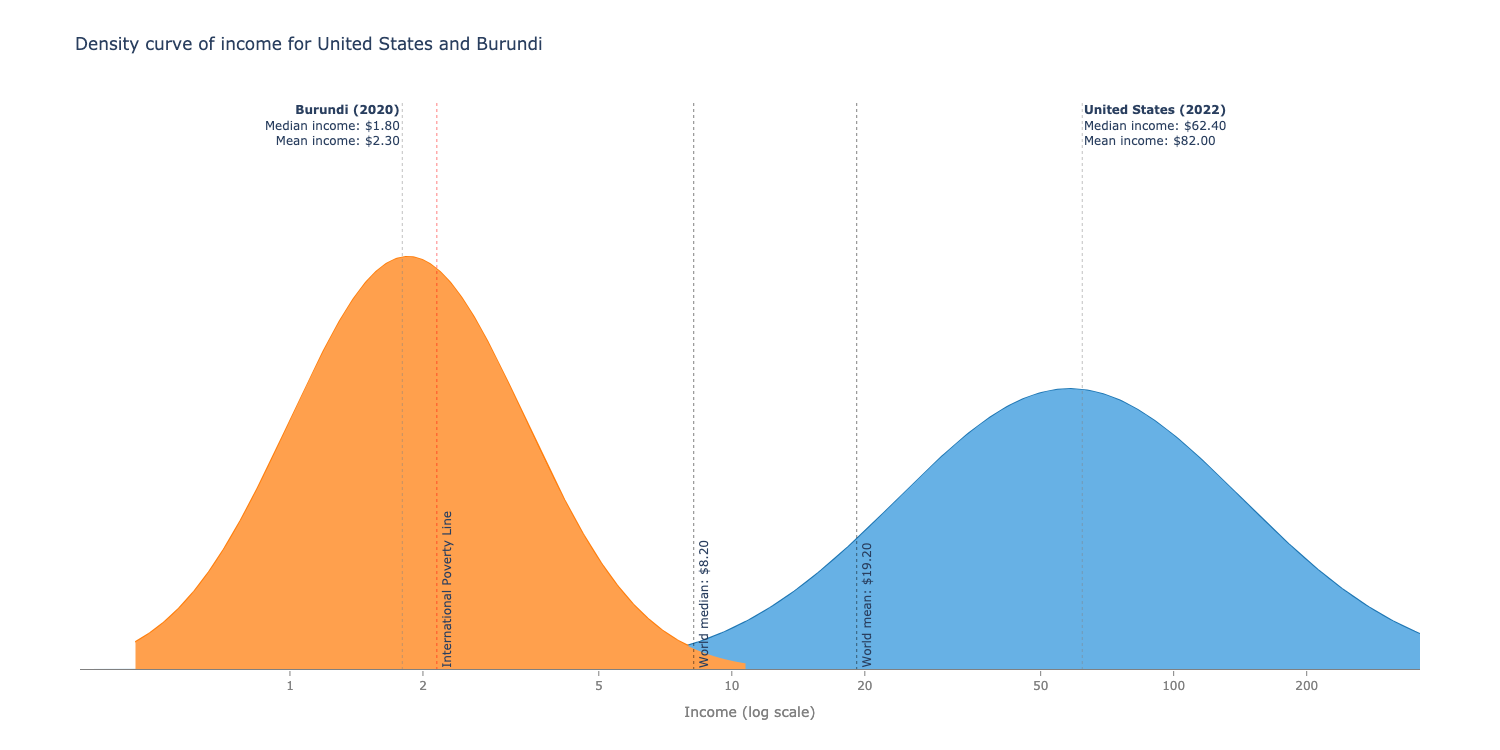 Density curve of income for United States and Burundi
Burundi (2020)
Median income: $1.80
Mean income: $2.30
United States (2022)
Median income: $62.40
Mean income: $82.00
International Poverty Line
World median: $8.20
World mean: $19.20
1
2
5
10
20
50
100
200
Income (log scale)